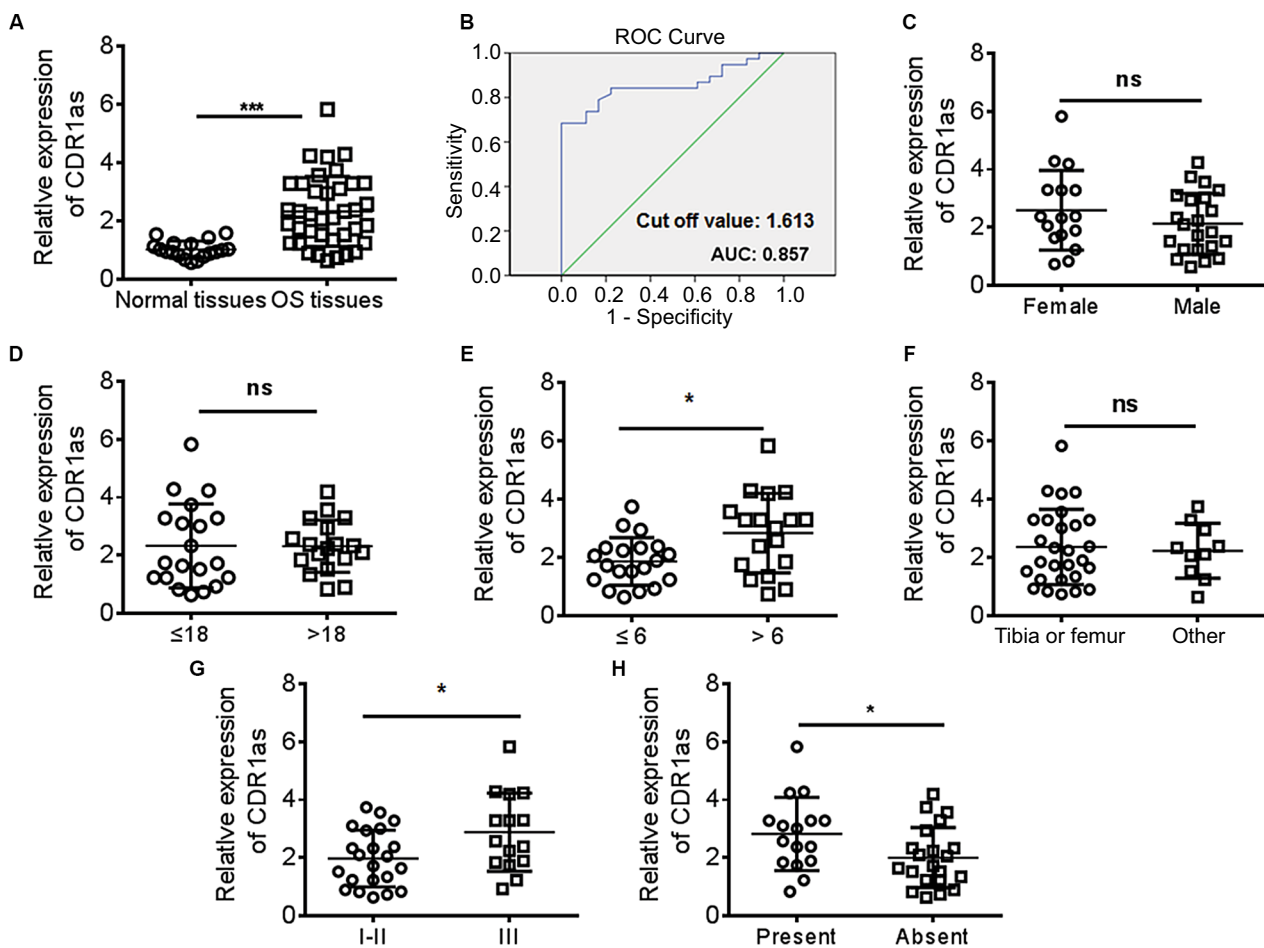 A
Relative expression
of CDR1as
8
6
4
2
0
***
Normal tissues OS tissues
B
ROC Curve
Sensitivity
1.0
0.8
0.6
0.4
0.2
0.0
Cut off value: 1.613
AUC: 0.857
0.0 0.2 0.4 0.6 0.8 1.0
1 - Specificity
C
Relative expression
of CDR1as
8
6
4
2
0
ns
Female Male
D
Relative expression
of CDR1as
8
6
4
2
0
ns
≤18 >18
E
Relative expression
of CDR1as
8
6
4
2
0
*
≤ 6 > 6
F
Relative expression
of CDR1as
8
6
4
2
0
ns
Tibia or femur Other
G
Relative expression
of CDR1as
8
6
4
2
0
*
I-II III
H
Relative expression
of CDR1as
8
6
4
2
0
*
Present Absent